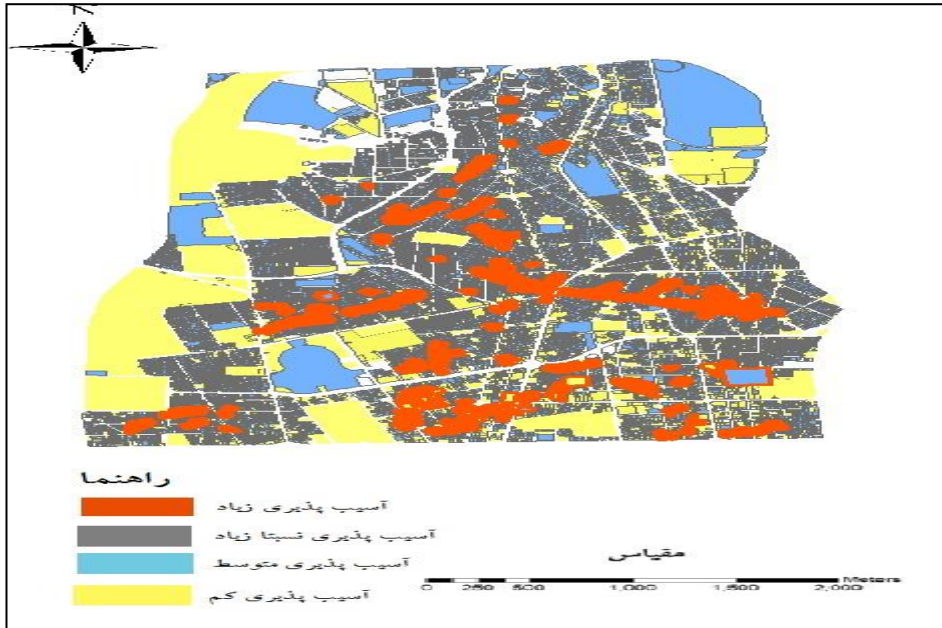 N
راهنما
آسیب پذیری زیاد
آسیب پذیری نسبتا زیاد
آسیب پذیری متوسط
آسیب پذیری کم
مقیاس
Meters
0 250 500 1,000 1,500 2,000